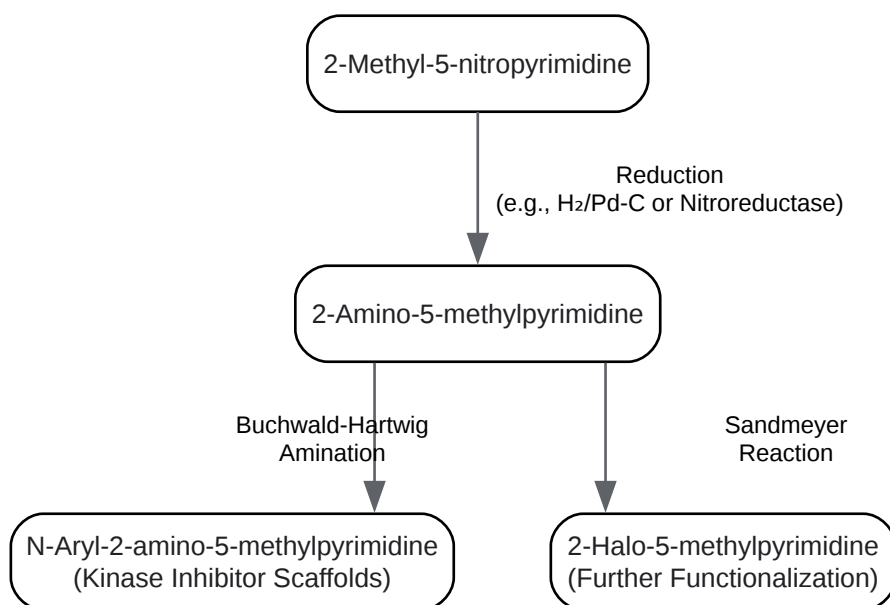 2-Methyl-5-nitropyrimidine
Reduction
(e.g., H₂/Pd-C or Nitroreductase)
2-Amino-5-methylpyrimidine
Buchwald-Hartwig
Amination
Sandmeyer
Reaction
N-Aryl-2-amino-5-methylpyrimidine
(Kinase Inhibitor Scaffolds)
2-Halo-5-methylpyrimidine
(Further Functionalization)